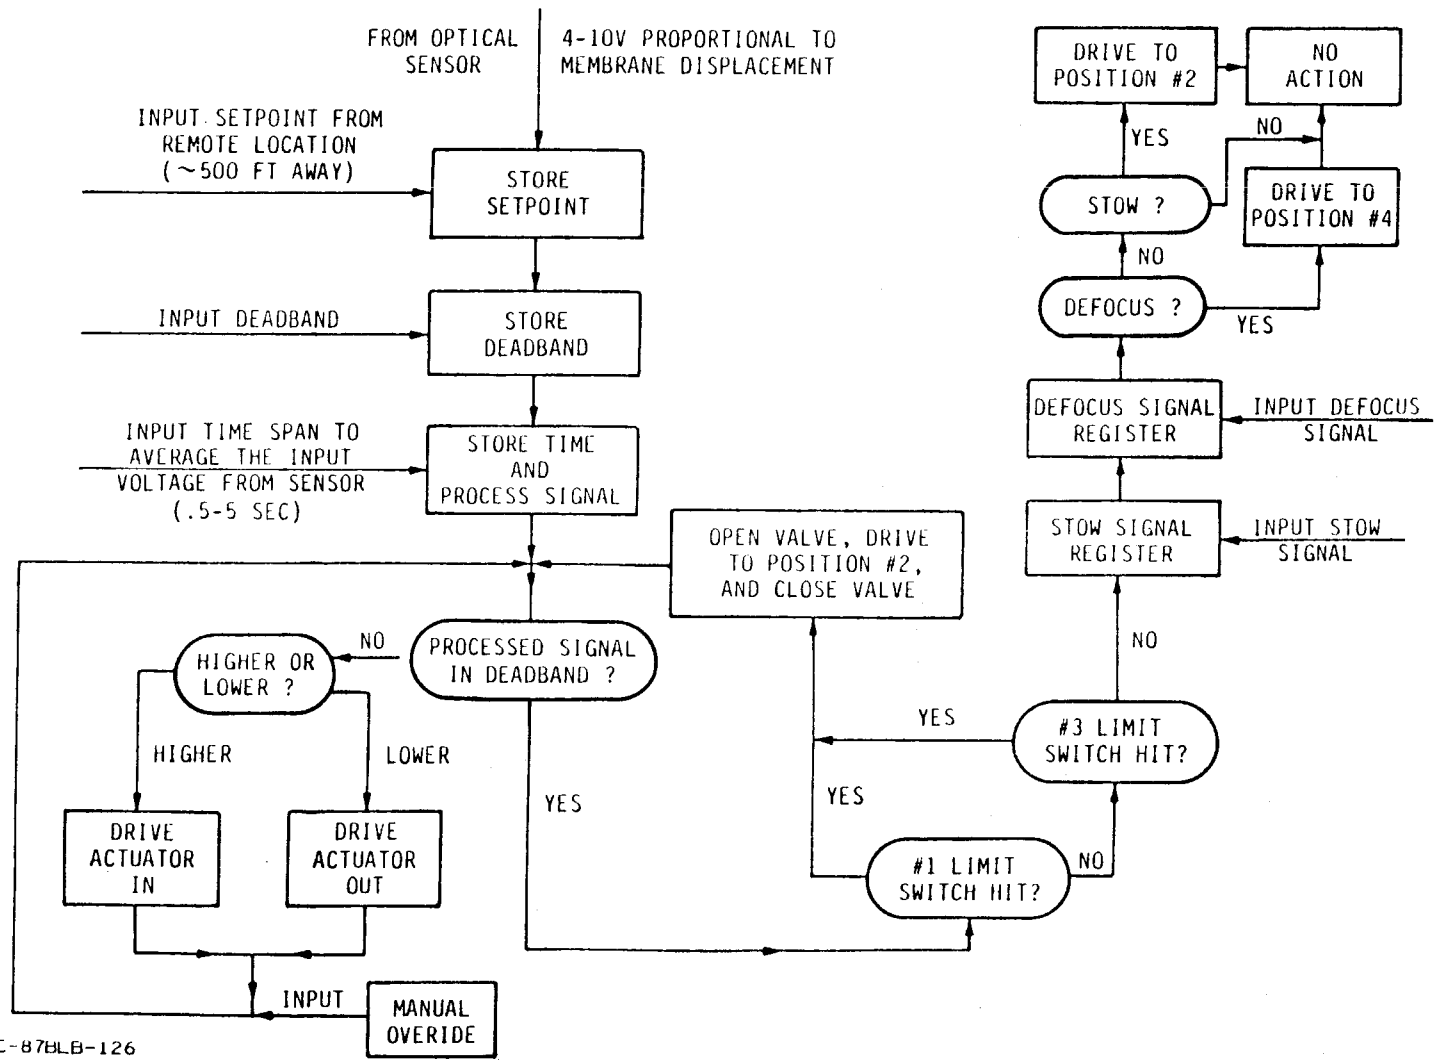 FROM OPTICAL
SENSOR
4-10V PROPORTIONAL TO
MEMBRANE DISPLACEMENT
INPUT SETPOINT FROM
REMOTE LOCATION
(~500 FT AWAY)
STORE
SETPOINT
INPUT DEADBAND
STORE
DEADBAND
INPUT TIME SPAN TO
AVERAGE THE INPUT
VOLTAGE FROM SENSOR
(.5-5 SEC)
STORE TIME
AND
PROCESS SIGNAL
OPEN VALVE, DRIVE
TO POSITION #2,
AND CLOSE VALVE
PROCESSED SIGNAL
IN DEADBAND ?
NO
HIGHER OR
LOWER ?
HIGHER
LOWER
DRIVE
ACTUATOR
IN
DRIVE
ACTUATOR
OUT
INPUT
MANUAL
OVERIDE
YES
#1 LIMIT
SWITCH HIT?
YES
NO
#3 LIMIT
SWITCH HIT?
YES
NO
STOW SIGNAL
REGISTER
INPUT STOW
SIGNAL
DEFOCUS SIGNAL
REGISTER
INPUT DEFOCUS
SIGNAL
DEFOCUS ?
YES
NO
STOW ?
NO
YES
DRIVE TO
POSITION #4
DRIVE TO
POSITION #2
NO
ACTION
C-87BLB-126